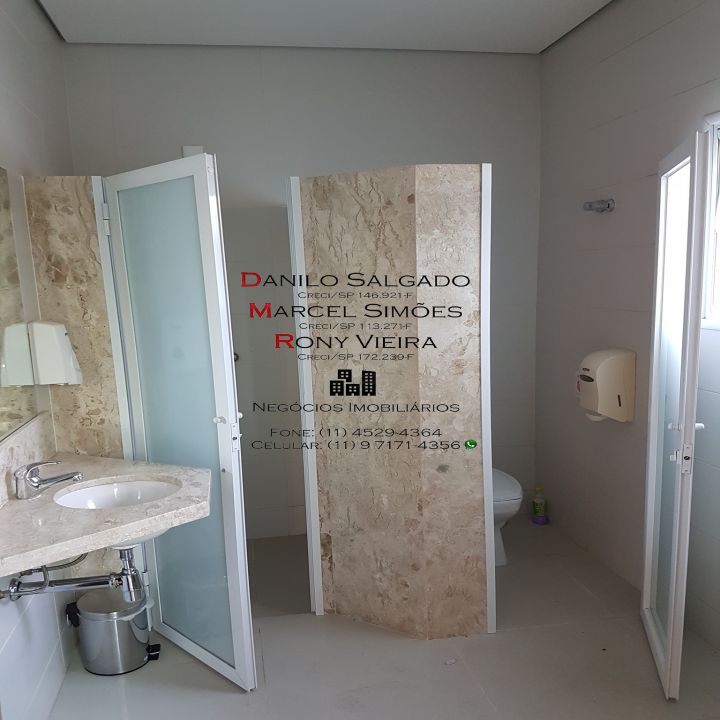 Danilo Salgado
Creci/SP 146.921-F
Marcel Simões
Creci/SP 113.271-F
Rony Vieira
Creci/SP 172.239-F
Negócios Imobiliários
Fone: (11) 4529-4364
Celular: (11) 9 7171-4356